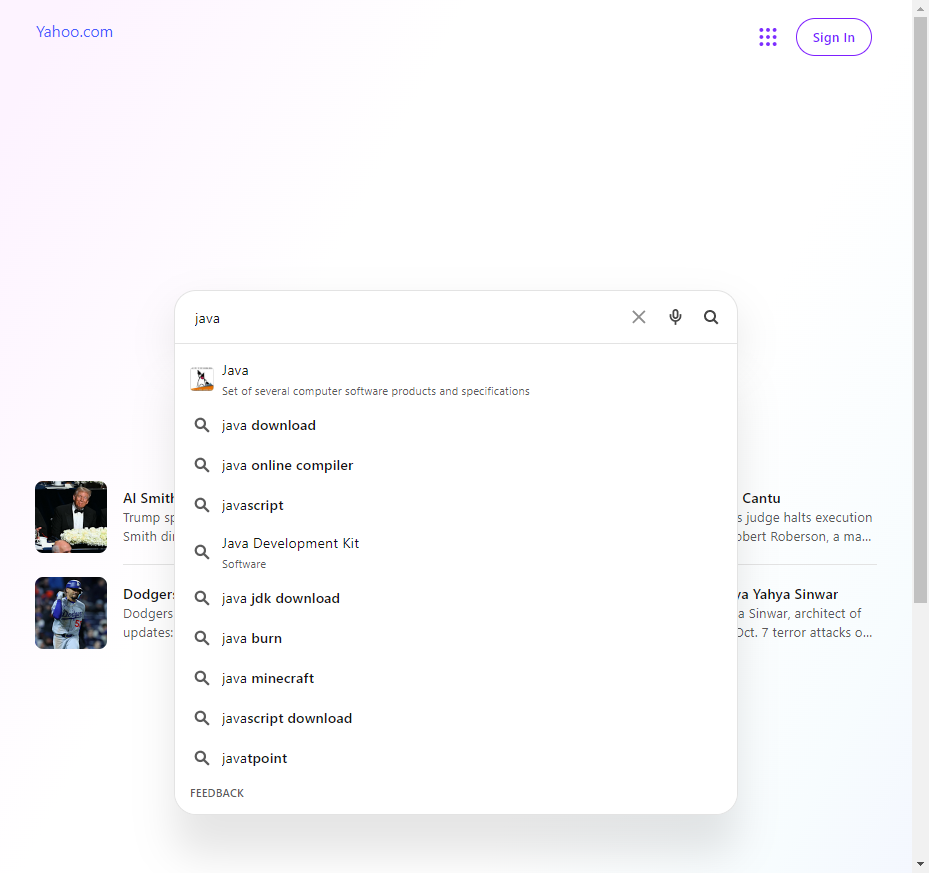 Yahoo.com
Sign In
java
Java
Set of several computer software products and specifications
java download
java online compiler
javascript
Java Development Kit
Software
java jdk download
java burn
java minecraft
javascript download
javatpoint
FEEDBACK
Al Smith
Trump sp
Smith di
Cantu
s judge halts execution
obert Roberson, a ma...
Dodgers
Dodgers
updates:
va Yahya Sinwar
a Sinwar, architect of
Oct. 7 terror attacks o...